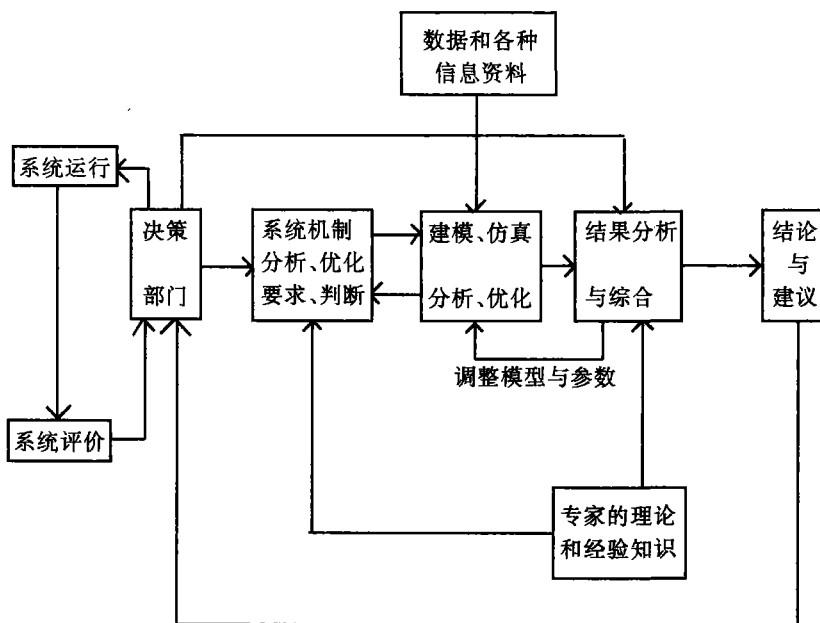 数据和各种
信息资料
系统运行
决策
部门
系统机制
分析、优化
要求、判断
建模、仿真
分析、优化
结果分析
与综合
结论
与
建议
调整模型与参数
系统评价
专家的理论
和经验知识